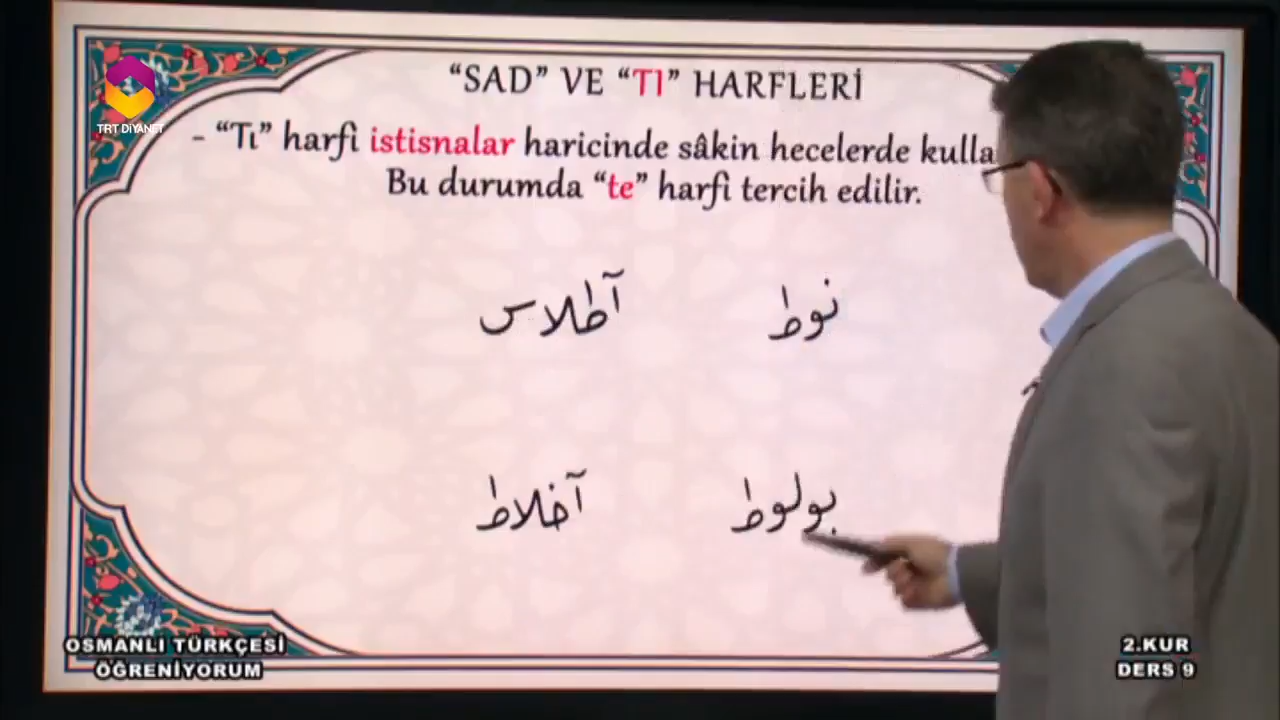 TRT DİYANET
“SAD” VE “TI” HARFLERİ
- “Tı” harfi istisnalar haricinde sâkin hecelerde kulla
Bu durumda “te” harfi tercih edilir.
نوط آطلاس
بولوط آخلاط
OSMANLI TÜRKÇESİ
ÖĞRENİYORUM
2.KUR
DERS 9